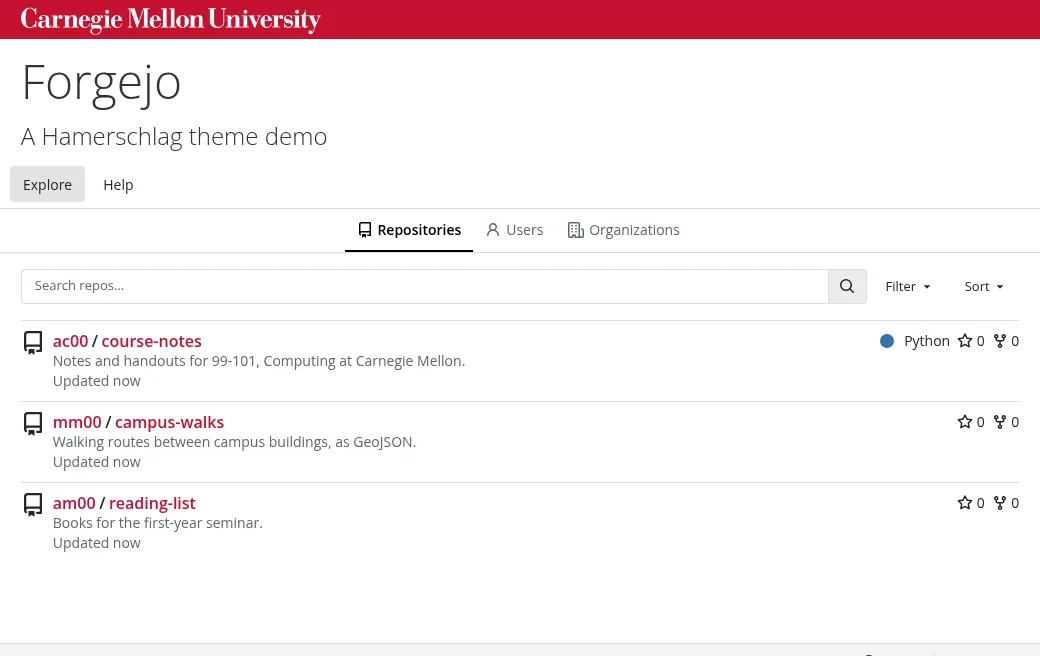 Carnegie Mellon University
Forgejo
A Hamerschlag theme demo
Explore Help
Repositories Users Organizations
Search repos... Filter Sort
ac00 / course-notes Python 0 0
Notes and handouts for 99-101, Computing at Carnegie Mellon.
Updated now
mm00 / campus-walks 0 0
Walking routes between campus buildings, as GeoJSON.
Updated now
am00 / reading-list 0 0
Books for the first-year seminar.
Updated now